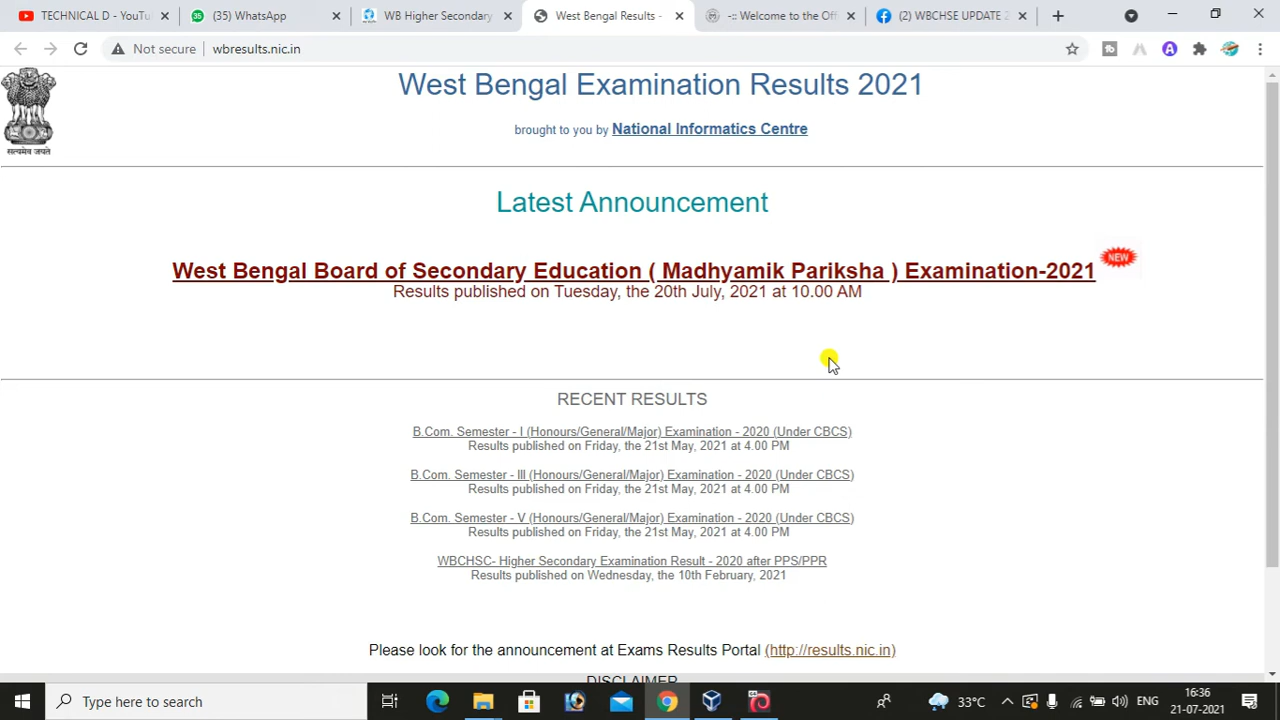 TECHNICAL D - YouTu
(35) WhatsApp
WB Higher Secondary
West Bengal Results -
-:: Welcome to the Off
(2) WBCHSE UPDATE 2
Not secure
wbresults.nic.in
सत्यमेव जयते
West Bengal Examination Results 2021
brought to you by National Informatics Centre
Latest Announcement
West Bengal Board of Secondary Education ( Madhyamik Pariksha ) Examination-2021
NEW
Results published on Tuesday, the 20th July, 2021 at 10.00 AM
RECENT RESULTS
B.Com. Semester - I (Honours/General/Major) Examination - 2020 (Under CBCS)
Results published on Friday, the 21st May, 2021 at 4.00 PM
B.Com. Semester - III (Honours/General/Major) Examination - 2020 (Under CBCS)
Results published on Friday, the 21st May, 2021 at 4.00 PM
B.Com. Semester - V (Honours/General/Major) Examination - 2020 (Under CBCS)
Results published on Friday, the 21st May, 2021 at 4.00 PM
WBCHSC- Higher Secondary Examination Result - 2020 after PPS/PPR
Results published on Wednesday, the 10th February, 2021
Please look for the announcement at Exams Results Portal (http://results.nic.in)
DISCLAIMER
Type here to search
33°C
ENG
16:36
21-07-2021